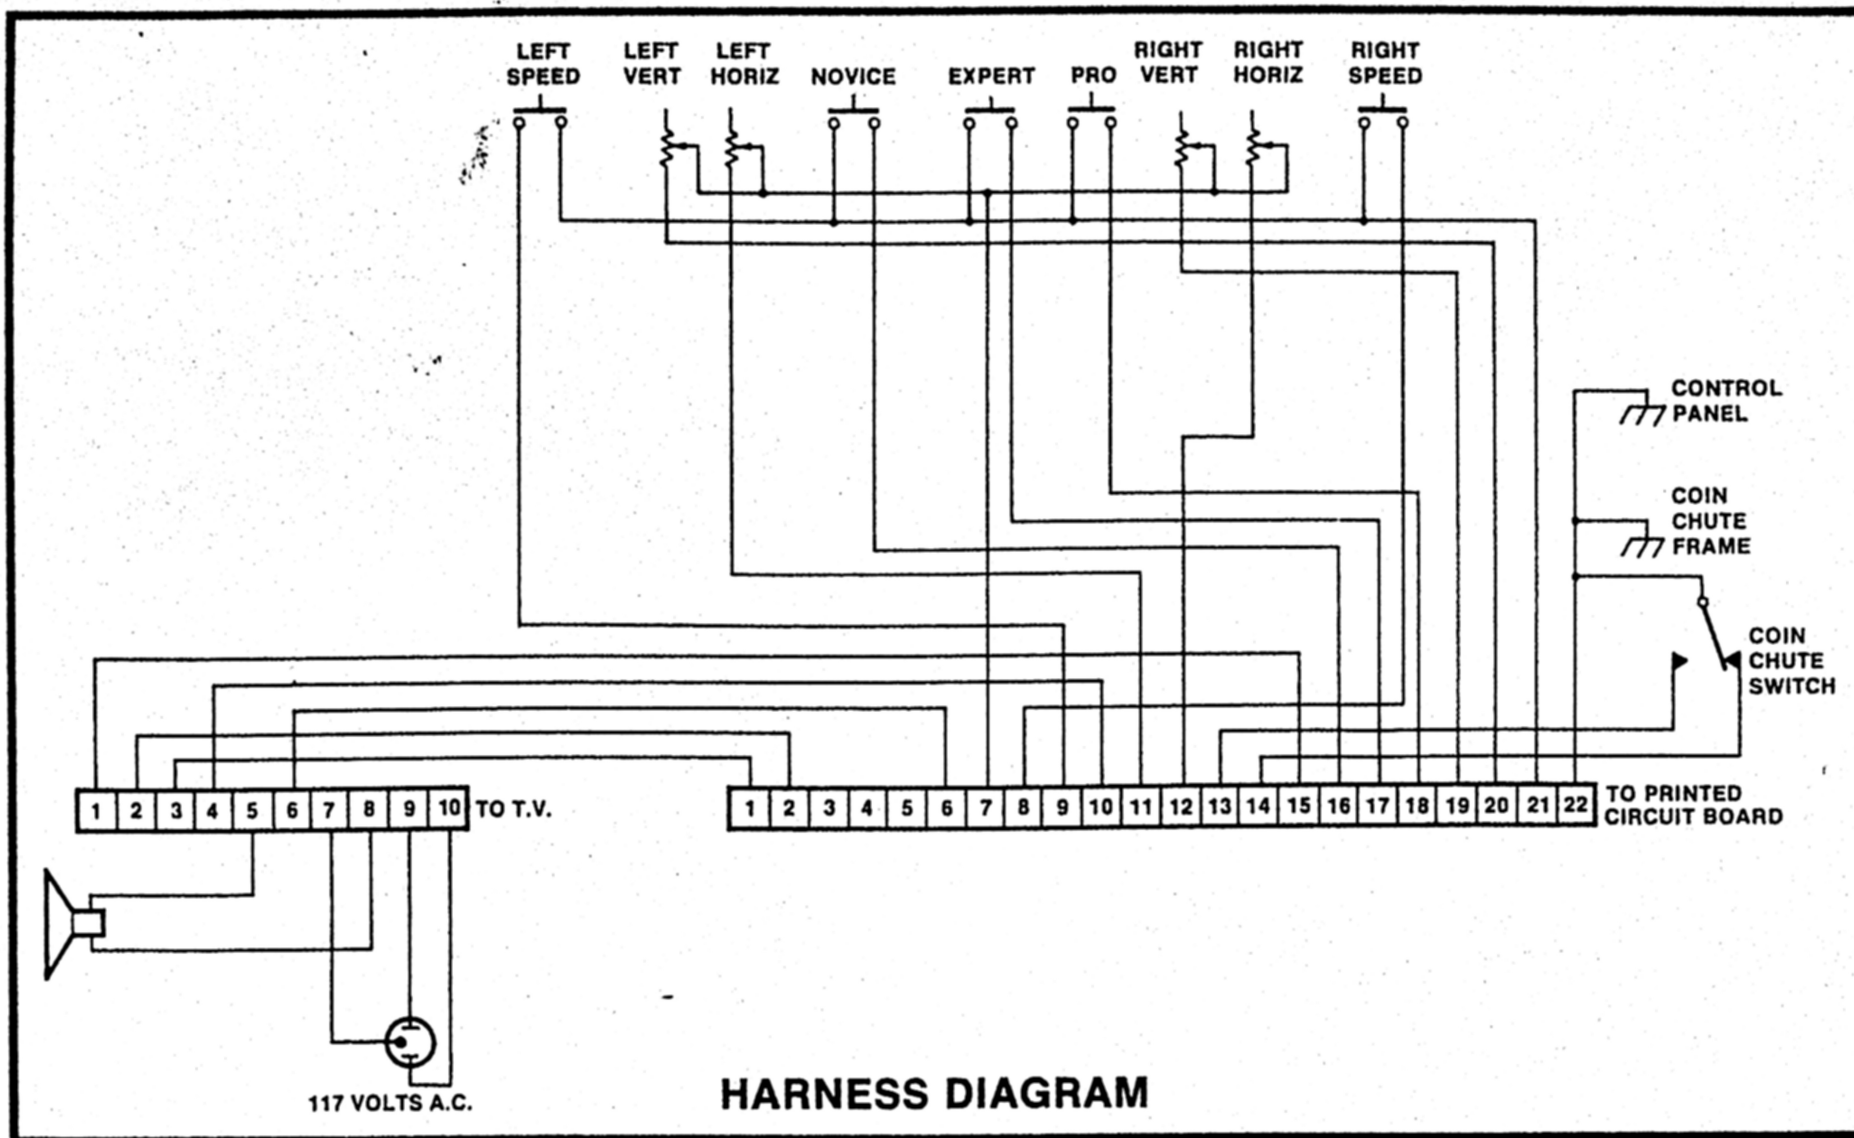 LEFT SPEED
LEFT VERT
LEFT HORIZ
NOVICE
EXPERT
PRO
RIGHT VERT
RIGHT HORIZ
RIGHT SPEED
CONTROL PANEL
COIN CHUTE FRAME
COIN CHUTE SWITCH
1 2 3 4 5 6 7 8 9 10 TO T.V.
1 2 3 4 5 6 7 8 9 10 11 12 13 14 15 16 17 18 19 20 21 22 TO PRINTED CIRCUIT BOARD
117 VOLTS A.C.
HARNESS DIAGRAM